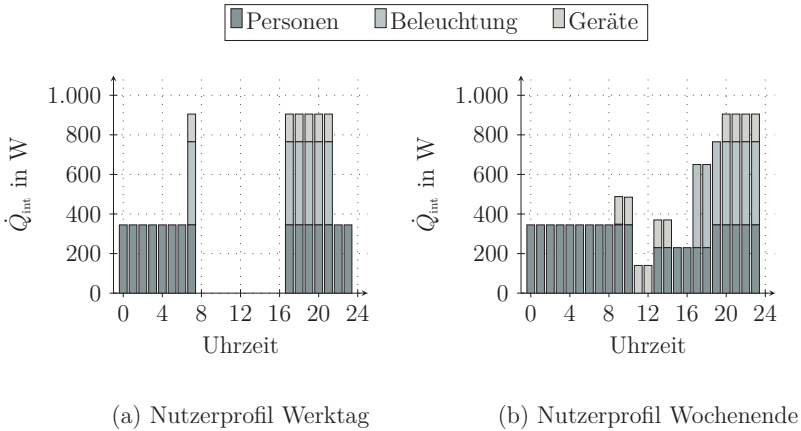 Personen Beleuchtung Geräte
1.000
800
600
400
200
0
Q̇int in W
0 4 8 12 16 20 24
Uhrzeit
(a) Nutzerprofil Werktag
1.000
800
600
400
200
0
Q̇int in W
0 4 8 12 16 20 24
Uhrzeit
(b) Nutzerprofil Wochenende